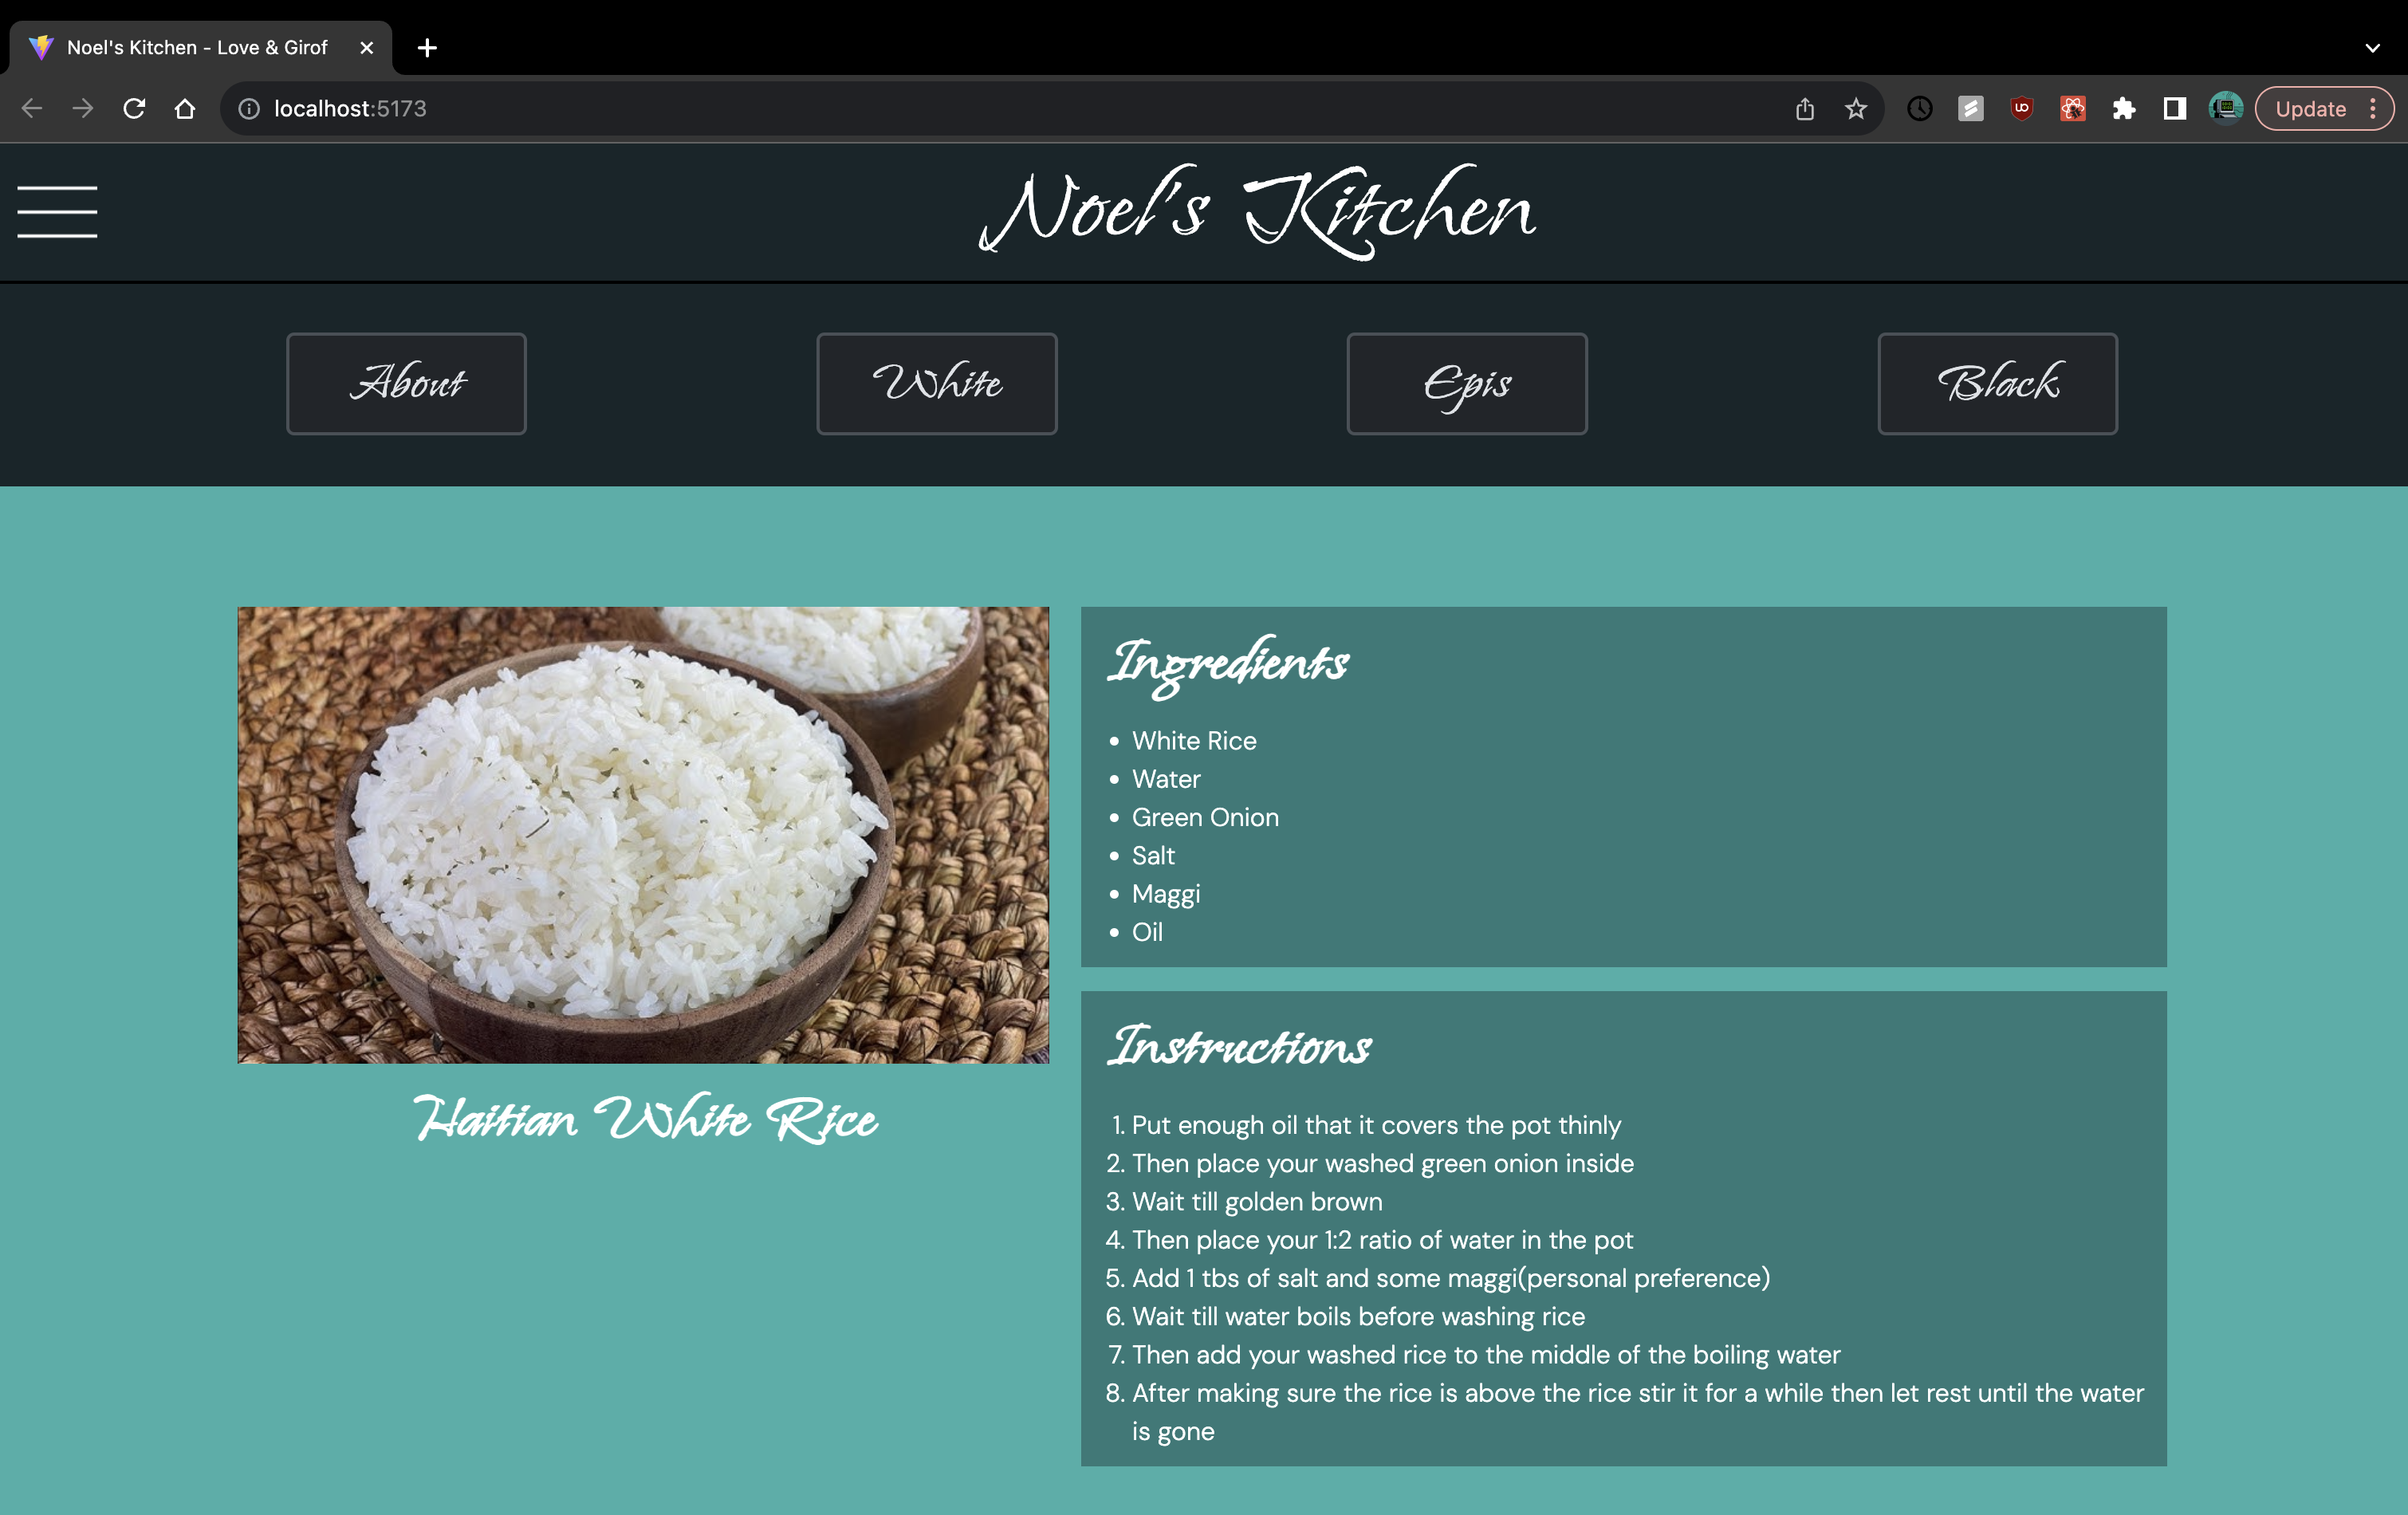 Noel's Kitchen - Love & Girof
localhost:5173
Update
Noel's Kitchen
About
White
Epis
Black
Ingredients
White Rice
Water
Green Onion
Salt
Maggi
Oil
Haitian White Rice
Instructions
1. Put enough oil that it covers the pot thinly
2. Then place your washed green onion inside
3. Wait till golden brown
4. Then place your 1:2 ratio of water in the pot
5. Add 1 tbs of salt and some maggi(personal preference)
6. Wait till water boils before washing rice
7. Then add your washed rice to the middle of the boiling water
8. After making sure the rice is above the rice stir it for a while then let rest until the water
is gone